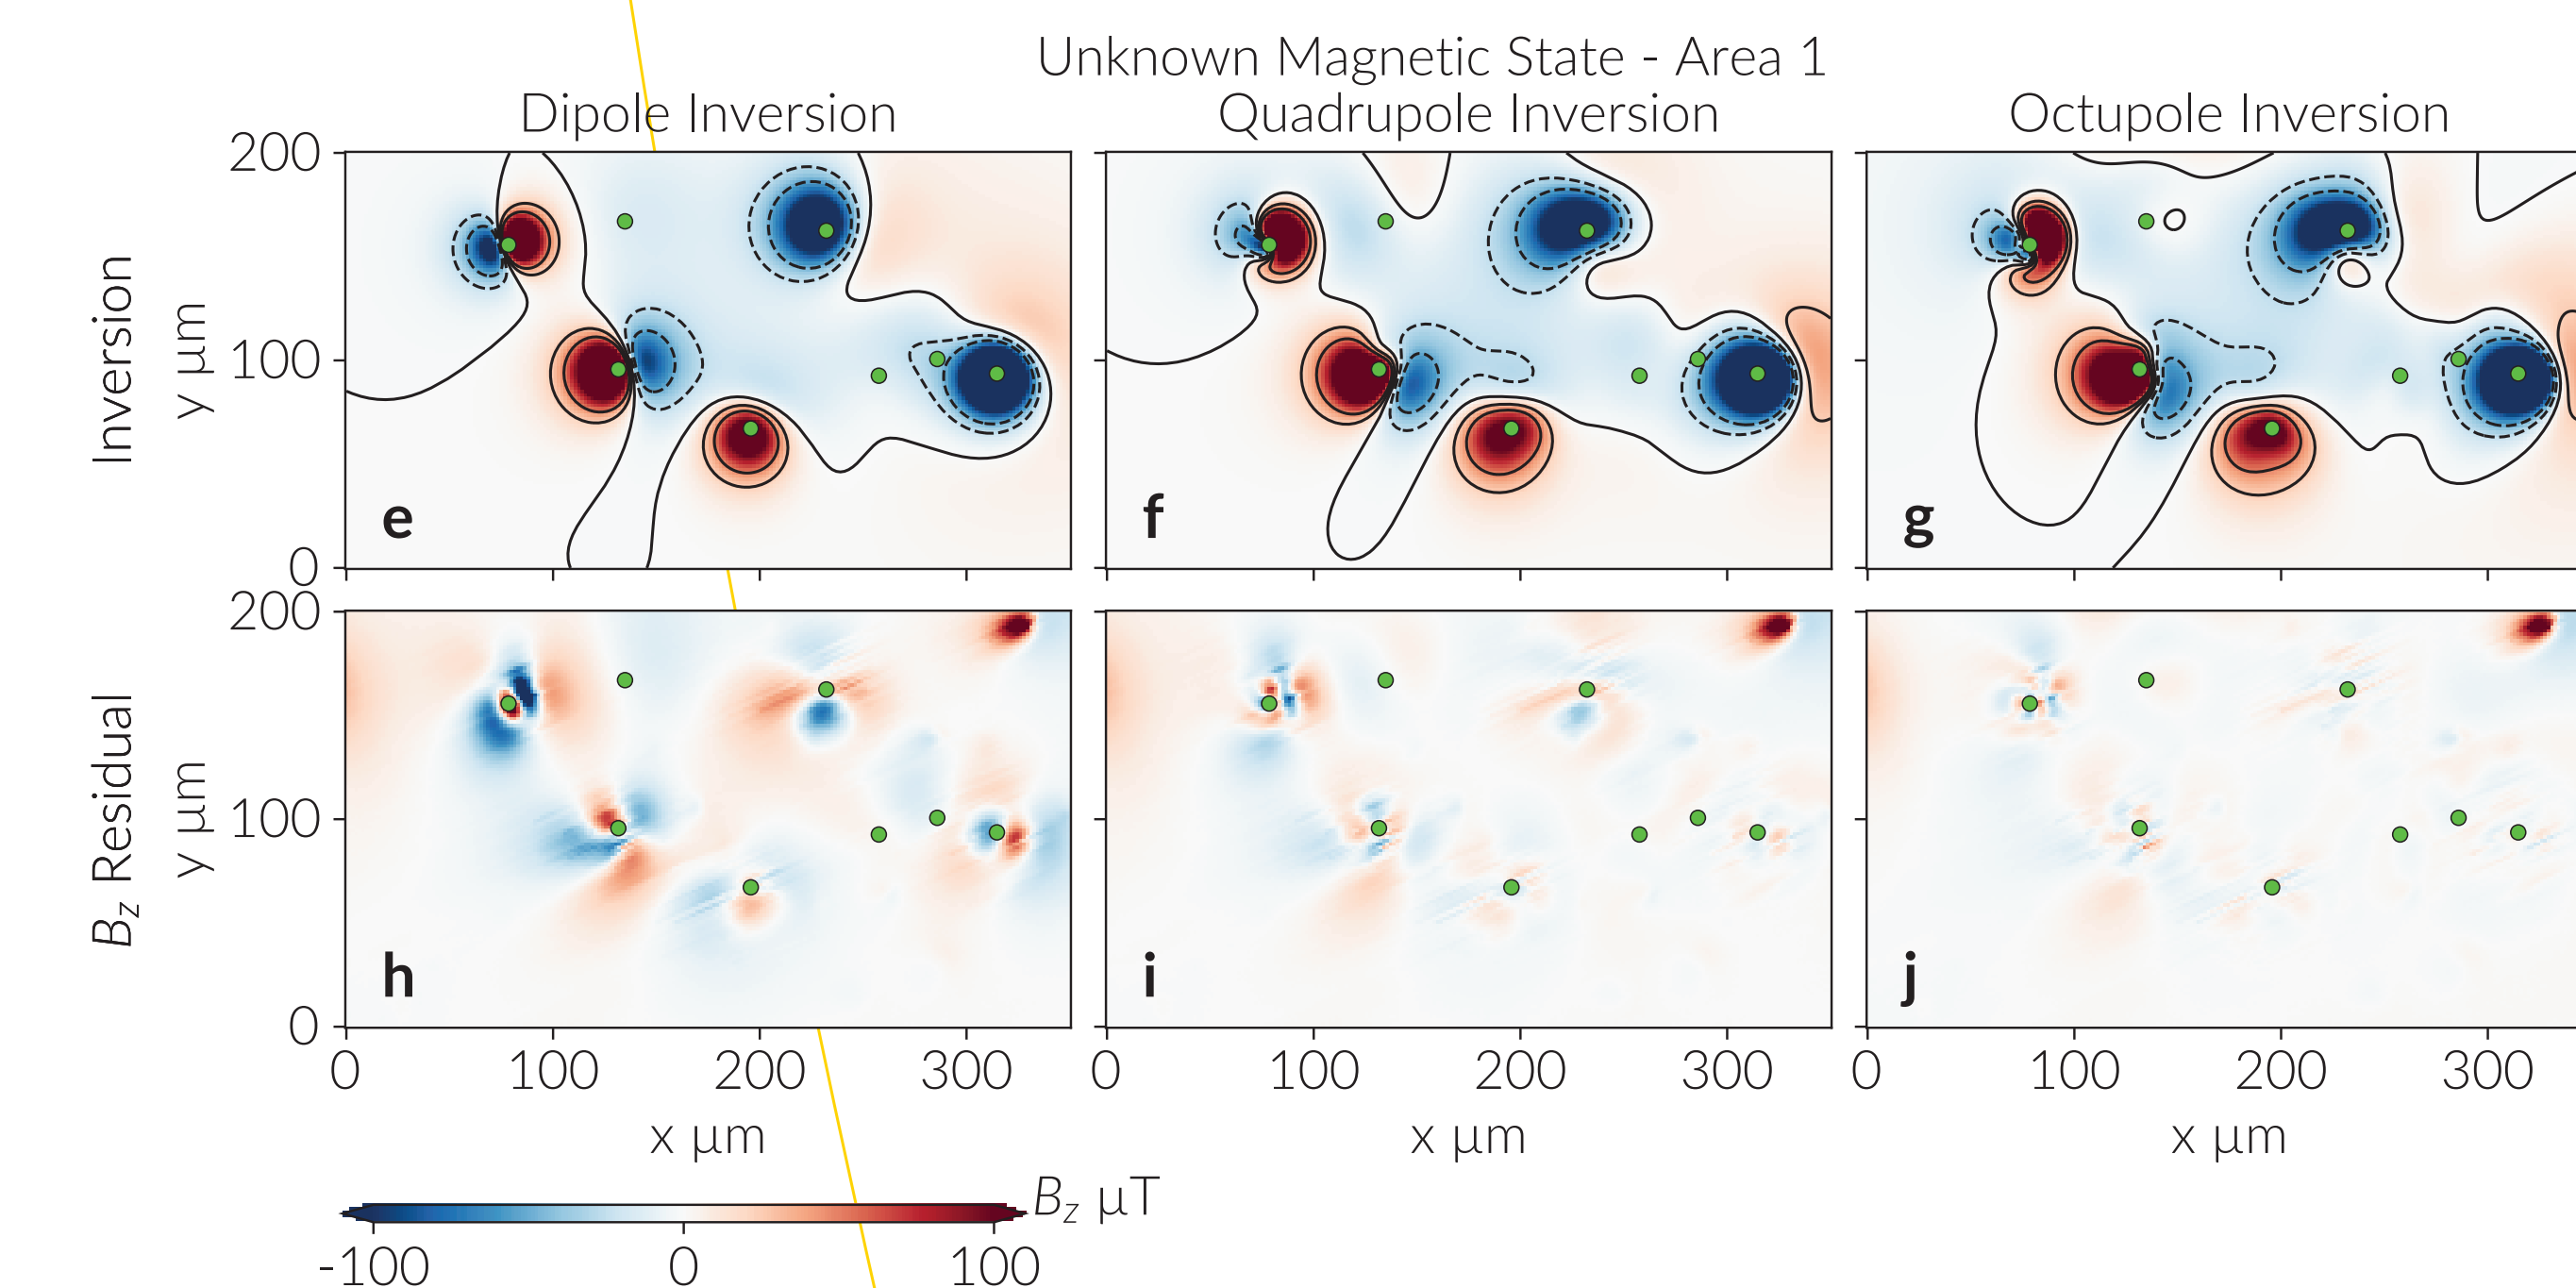 Unknown Magnetic State - Area 1
Dipole Inversion
Quadrupole Inversion
Octupole Inversion
Inversion
y μm
200
100
0
e
f
g
Bz Residual
y μm
200
100
0
h
i
j
0 100 200 300
0 100 200 300
0 100 200 300
x μm
x μm
x μm
Bz μT
-100 0 100